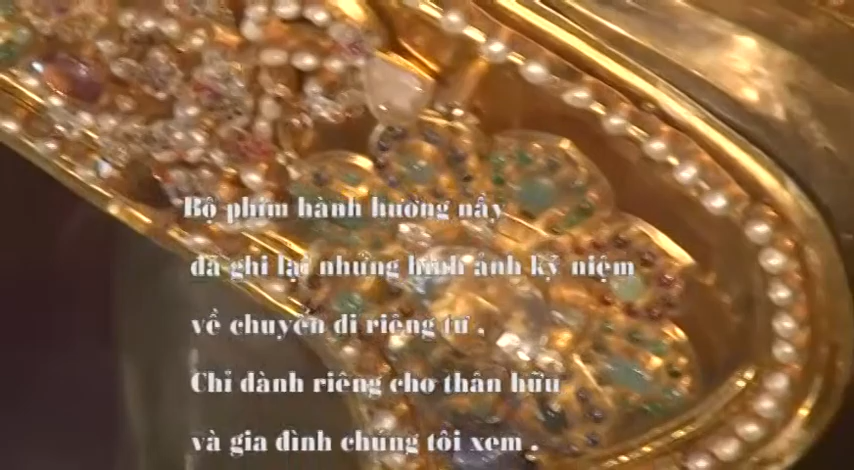 Bộ phim hành hương nầy
đã ghi lại những hình ảnh kỷ niệm
về chuyến đi riêng tư .
Chỉ dành riêng cho thân hữu
và gia đình chúng tôi xem .